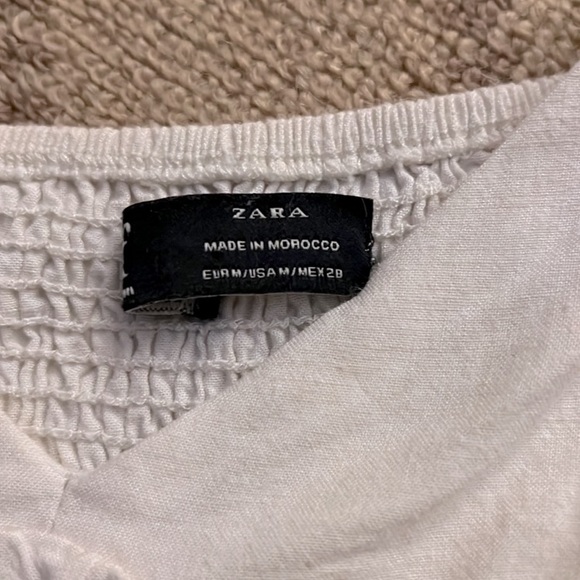 ZARA
MADE IN MOROCCO
EUR M / USA M / MEX 28